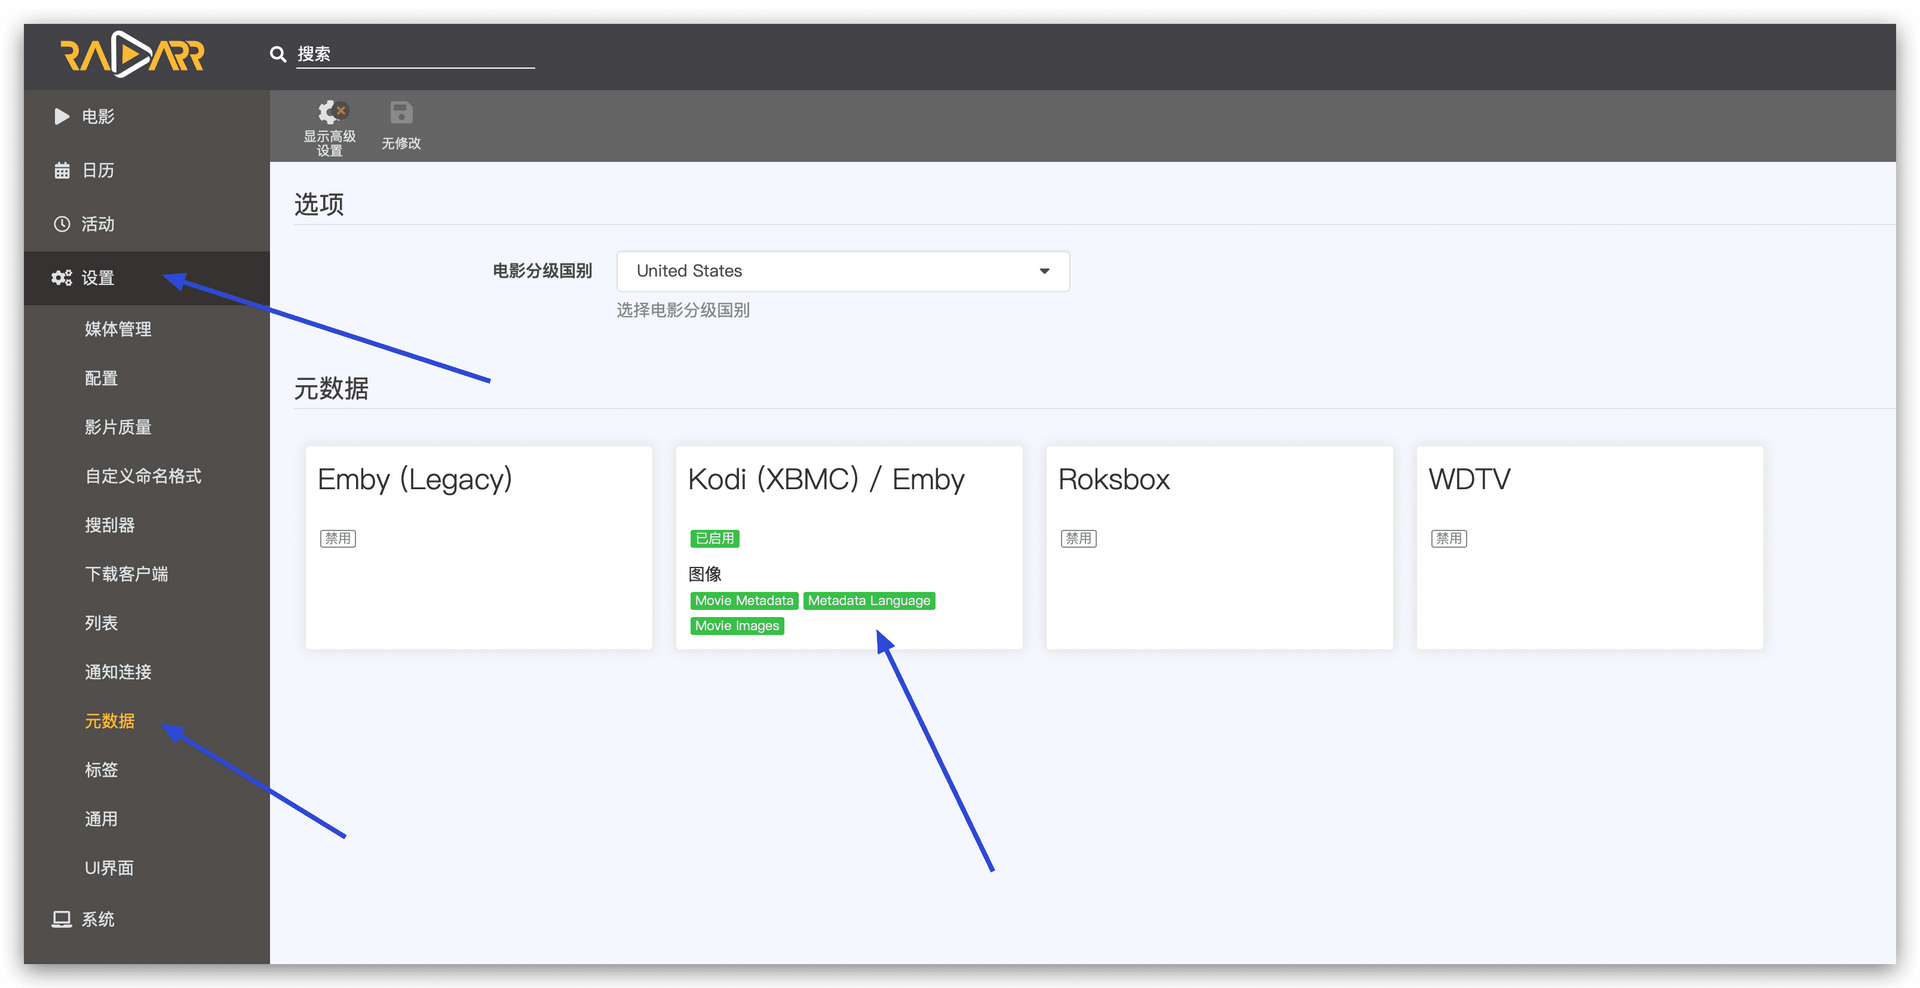 RADARR
搜索
电影
日历
活动
设置
媒体管理
配置
影片质量
自定义命名格式
搜刮器
下载客户端
列表
通知连接
元数据
标签
通用
UI界面
系统
显示高级
设置
无修改
选项
电影分级国别
United States
选择电影分级国别
元数据
Emby (Legacy)
禁用
Kodi (XBMC) / Emby
已启用
图像
Movie Metadata Metadata Language
Movie Images
Roksbox
禁用
WDTV
禁用